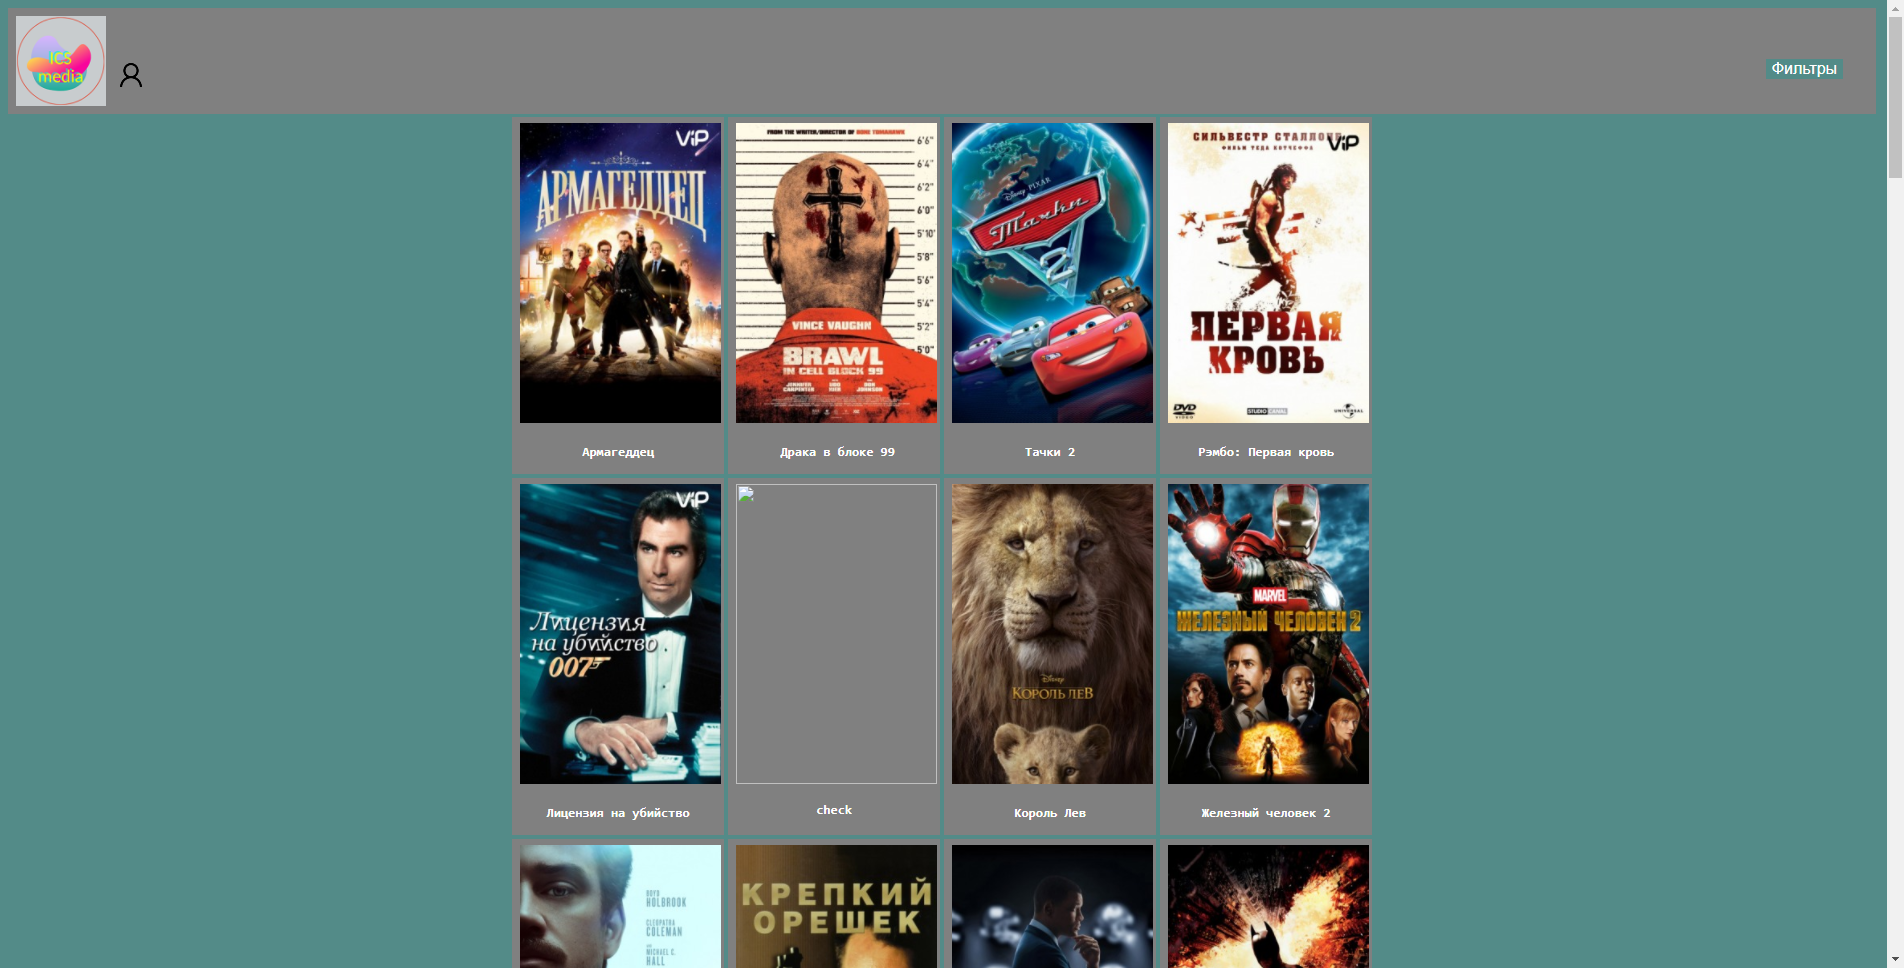 ICS
media
Фильтры
ViP
АРМАГЕДДЕЦ
FROM THE WRITER/DIRECTOR OF BONE TOMAHAWK
6'6"
6'4"
6'2"
6'0"
5'10"
5'8"
5'6"
5'4"
5'2"
5'0"
VINCE VAUGHN
BRAWL
IN CELL BLOCK 99
JENNIFER CARPENTER
UDO KIER
DON JOHNSON
Disney PIXAR
Тачки
2
СИЛЬВЕСТР СТАЛЛОНЕ
ViP
ФИЛЬМ ТЕДА КОТЧЕФФА
ПЕРВАЯ
КРОВЬ
DVD
VIDEO
STUDIO CANAL
UNIVERSAL
Армагеддец
Драка в блоке 99
Тачки 2
Рэмбо: Первая кровь
ViP
Лицензия
на убийство
007
Disney
КОРОЛЬ ЛЕВ
MARVEL
ЖЕЛЕЗНЫЙ ЧЕЛОВЕК 2
Лицензия на убийство
check
Король Лев
Железный человек 2
BOYD
HOLBROOK
CLEOPATRA
COLEMAN
MICHAEL C.
HALL
КРЕПКИЙ
ОРЕШЕК